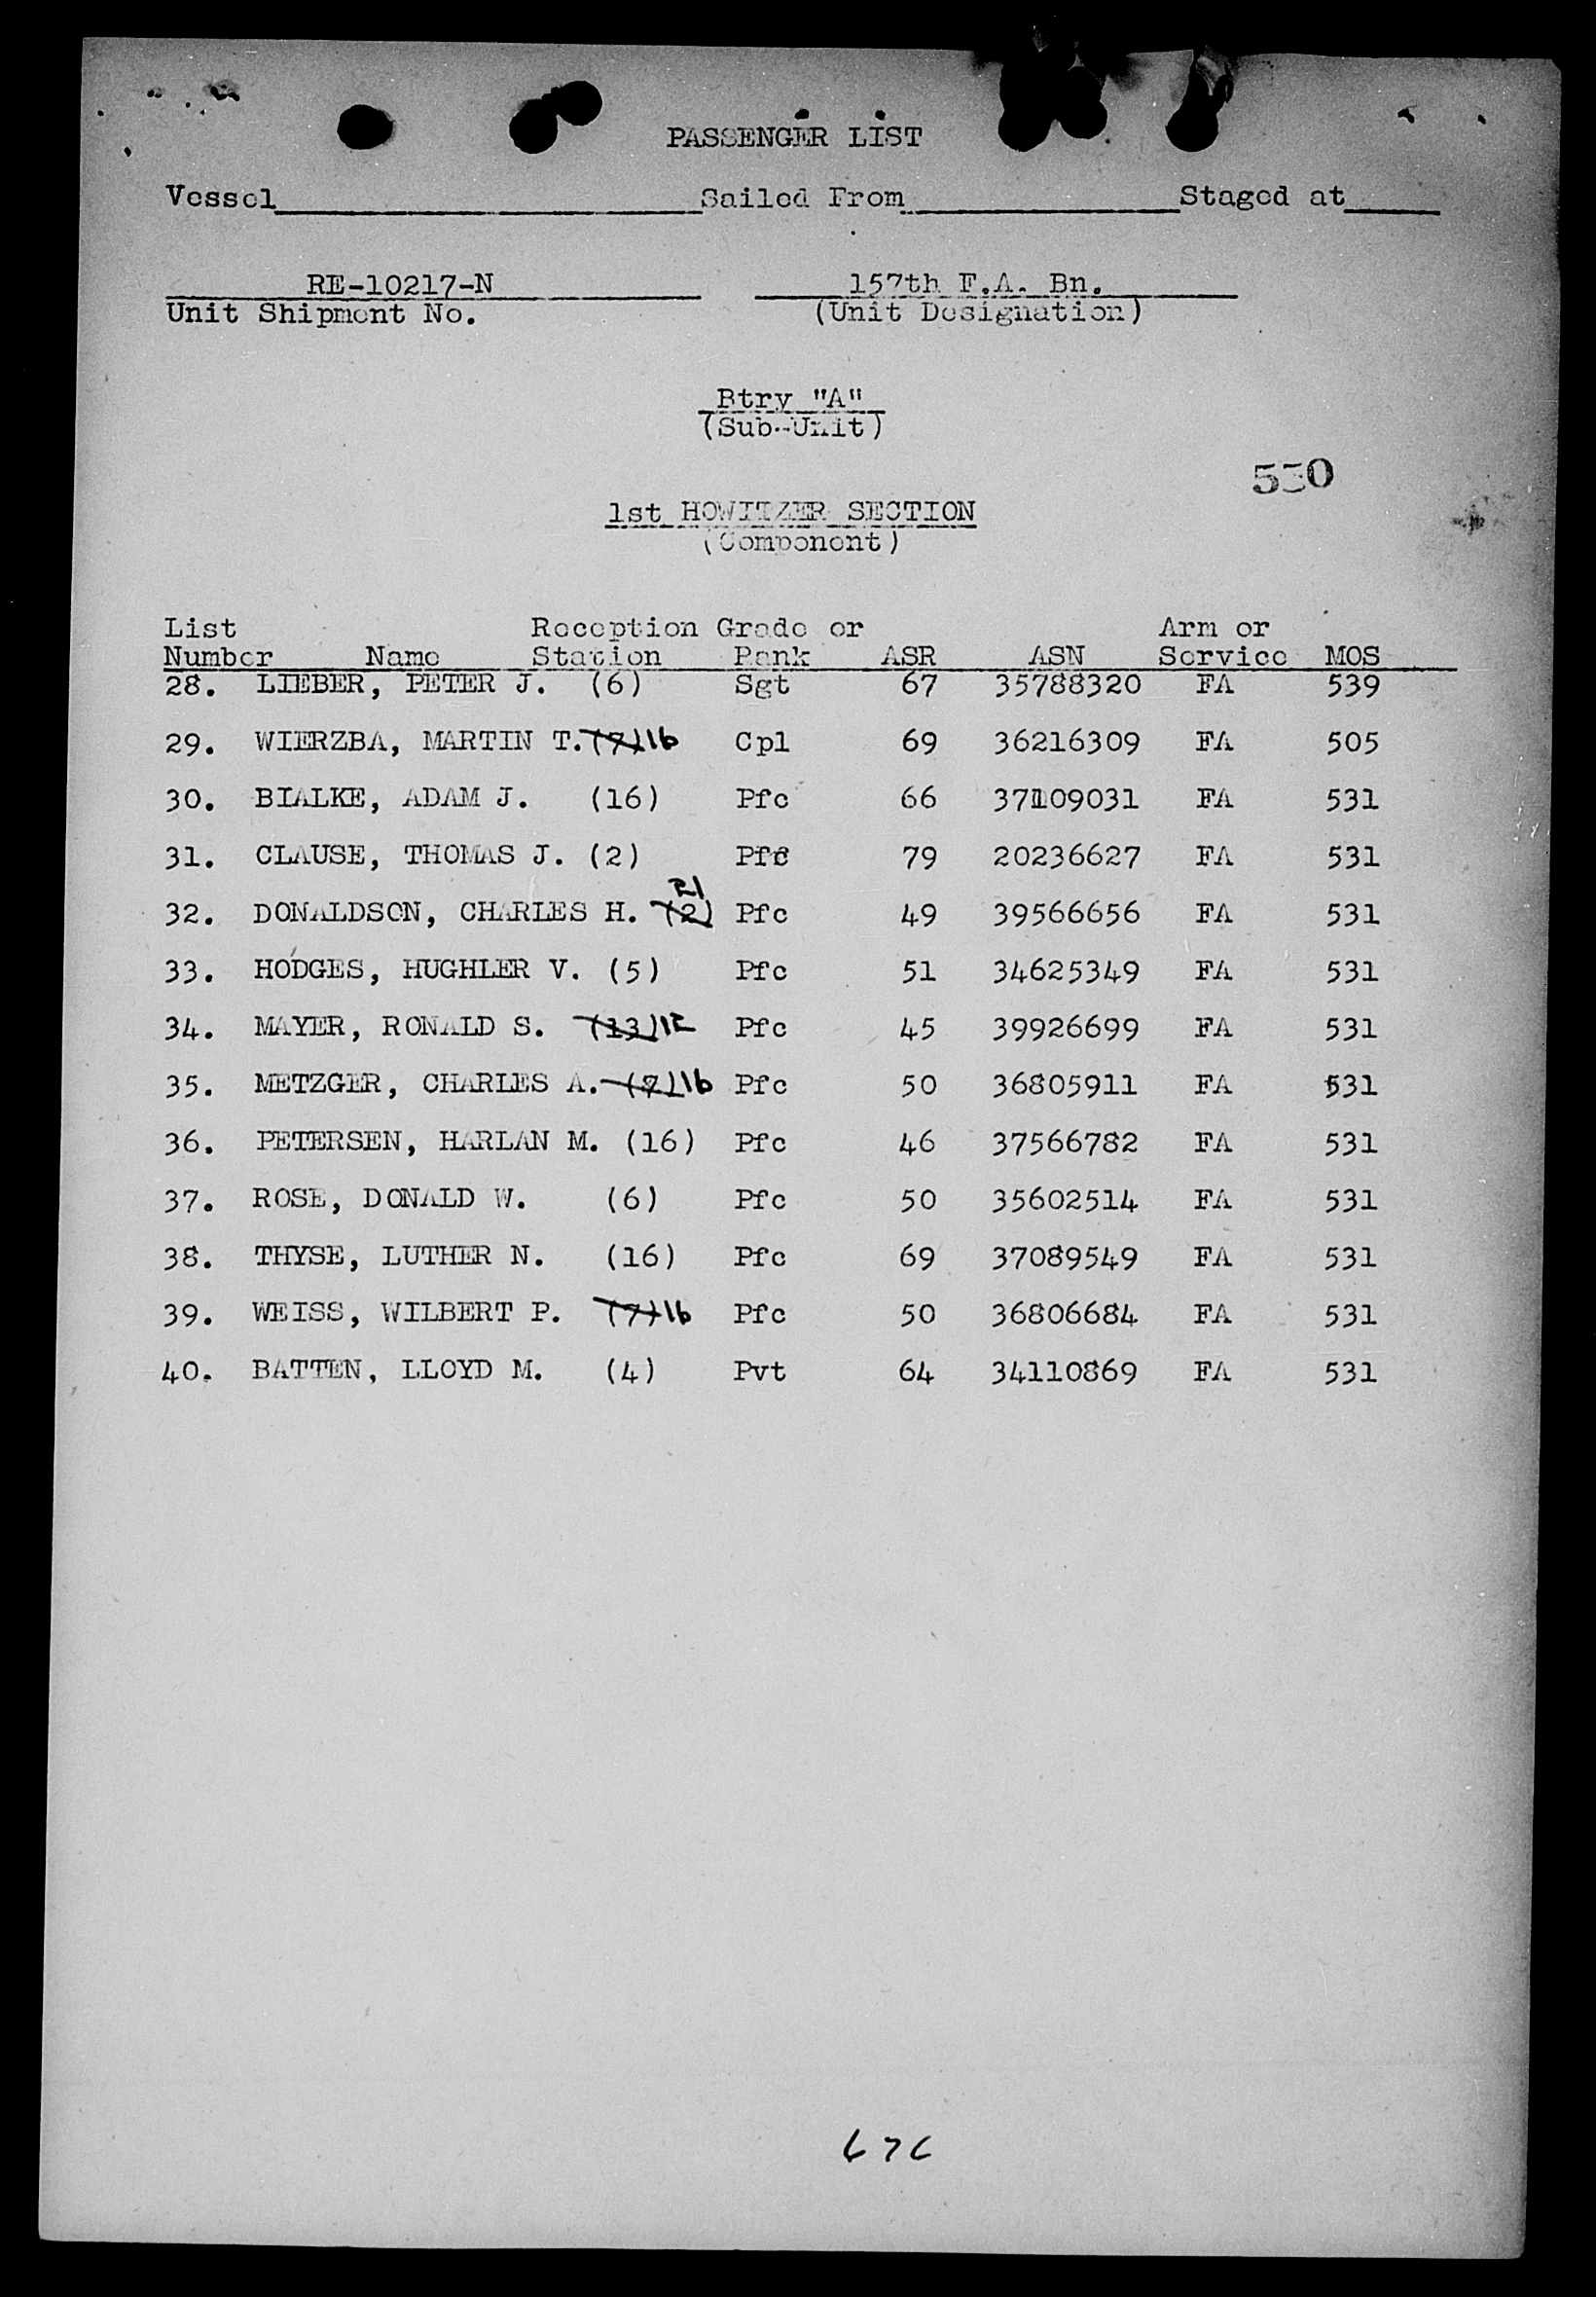 PASSENGER LIST
Vessel Sailed From Staged at
RE-10217-N 157th F.A. Bn.
Unit Shipment No. (Unit Designation)
Btry "A"
(Sub-Unit)
530
1st HOWITZER SECTION
(Component)
List Reception Grade or Arm or
Number Name Station Rank ASR ASN Service MOS
28. LIEBER, PETER J. (6) Sgt 67 35788320 FA 539
29. WIERZBA, MARTIN T. (7) 16 Cpl 69 36216309 FA 505
30. BIALKE, ADAM J. (16) Pfc 66 37109031 FA 531
31. CLAUSE, THOMAS J. (2) Pfc 79 20236627 FA 531
21
32. DONALDSON, CHARLES H. (2) Pfc 49 39566656 FA 531
33. HODGES, HUGHLER V. (5) Pfc 51 34625349 FA 531
34. MAYER, RONALD S. (13) 12 Pfc 45 39926699 FA 531
35. METZGER, CHARLES A. (7) 16 Pfc 50 36805911 FA 531
36. PETERSEN, HARLAN M. (16) Pfc 46 37566782 FA 531
37. ROSE, DONALD W. (6) Pfc 50 35602514 FA 531
38. THYSE, LUTHER N. (16) Pfc 69 37089549 FA 531
39. WEISS, WILBERT P. (7) 16 Pfc 50 36806684 FA 531
40. BATTEN, LLOYD M. (4) Pvt 64 34110869 FA 531